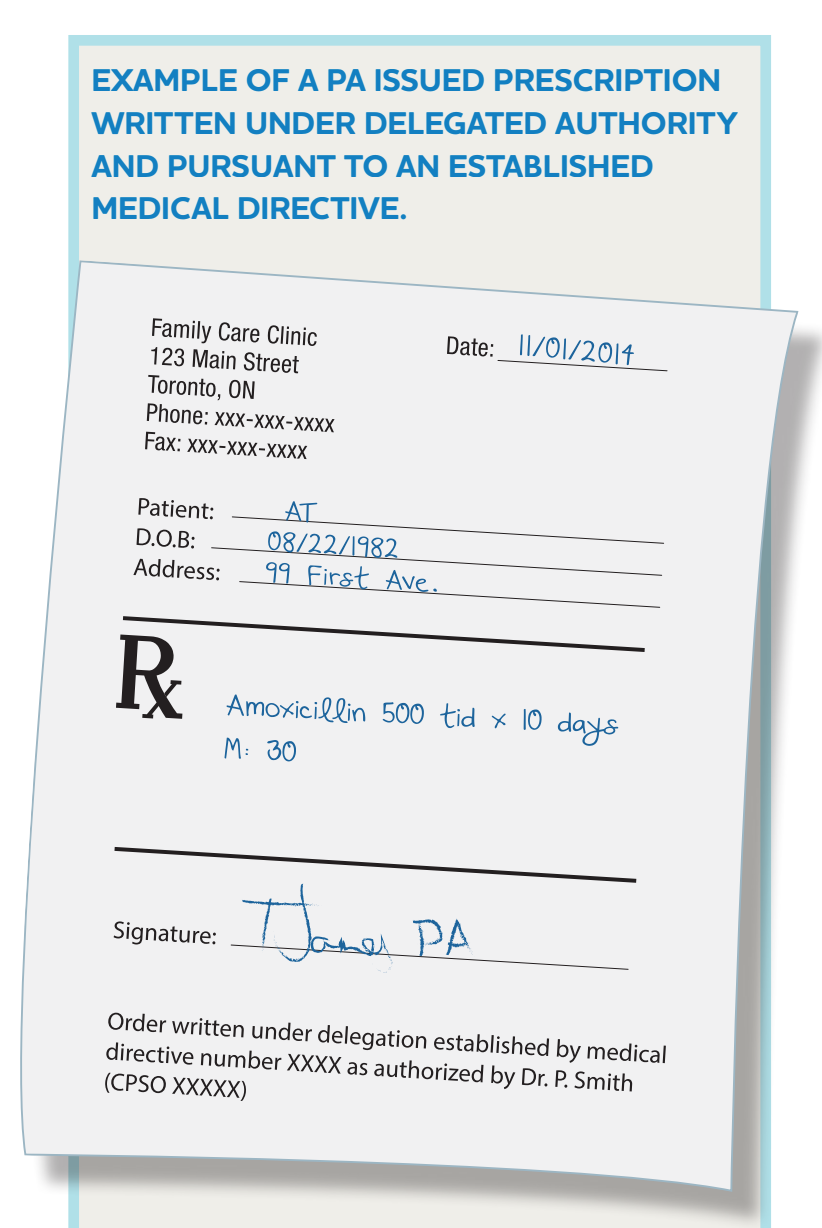 EXAMPLE OF A PA ISSUED PRESCRIPTION
WRITTEN UNDER DELEGATED AUTHORITY
AND PURSUANT TO AN ESTABLISHED
MEDICAL DIRECTIVE.
Family Care Clinic
123 Main Street
Toronto, ON
Phone: xxx-xxx-xxxx
Fax: xxx-xxx-xxxx
Date: 11/01/2014
Patient: AT
D.O.B: 08/22/1982
Address: 99 First Ave.
Rx
Amoxicillin 500 tid x 10 days
M: 30
Signature: PA
Order written under delegation established by medical
directive number XXXX as authorized by Dr. P. Smith
(CPSO XXXXX)